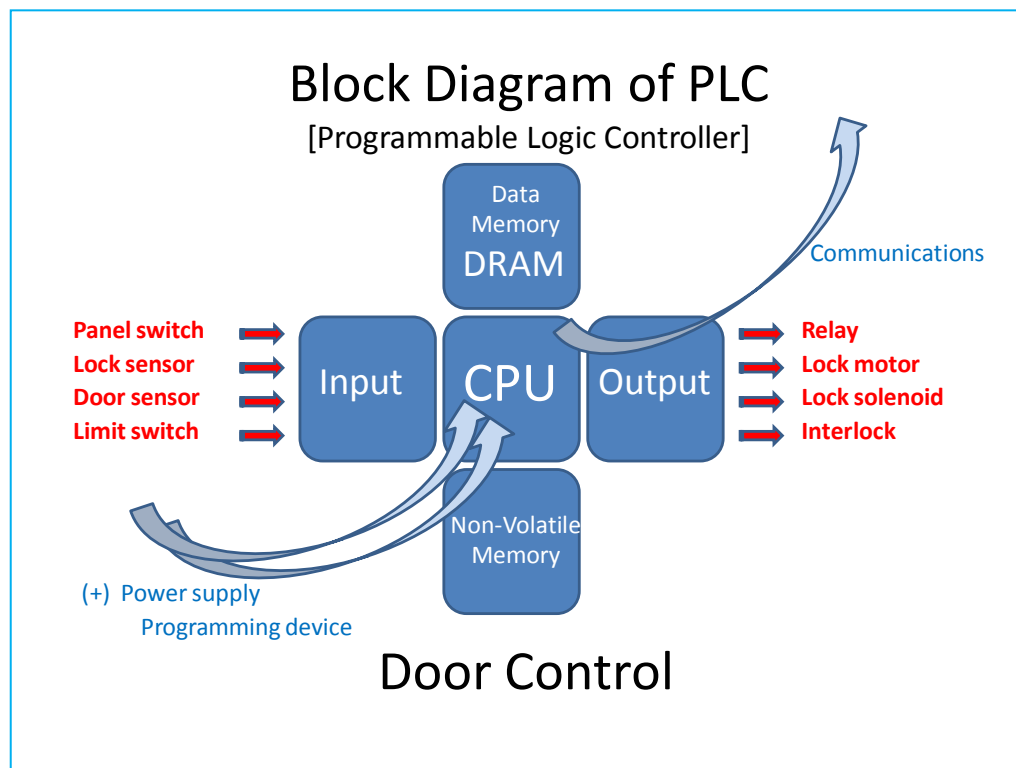 Block Diagram of PLC
[Programmable Logic Controller]
Data
Memory
DRAM
Communications
Panel switch
Lock sensor
Door sensor
Limit switch
Input
CPU
Output
Relay
Lock motor
Lock solenoid
Interlock
Non-Volatile
Memory
(+) Power supply
Programming device
Door Control